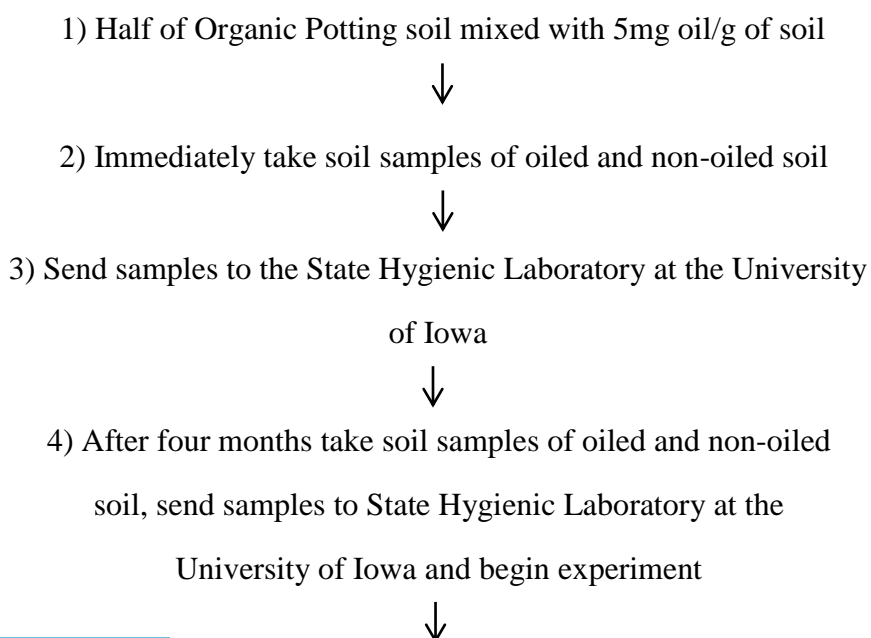 1) Half of Organic Potting soil mixed with 5mg oil/g of soil
2) Immediately take soil samples of oiled and non-oiled soil
3) Send samples to the State Hygienic Laboratory at the University
of Iowa
4) After four months take soil samples of oiled and non-oiled
soil, send samples to State Hygienic Laboratory at the
University of Iowa and begin experiment